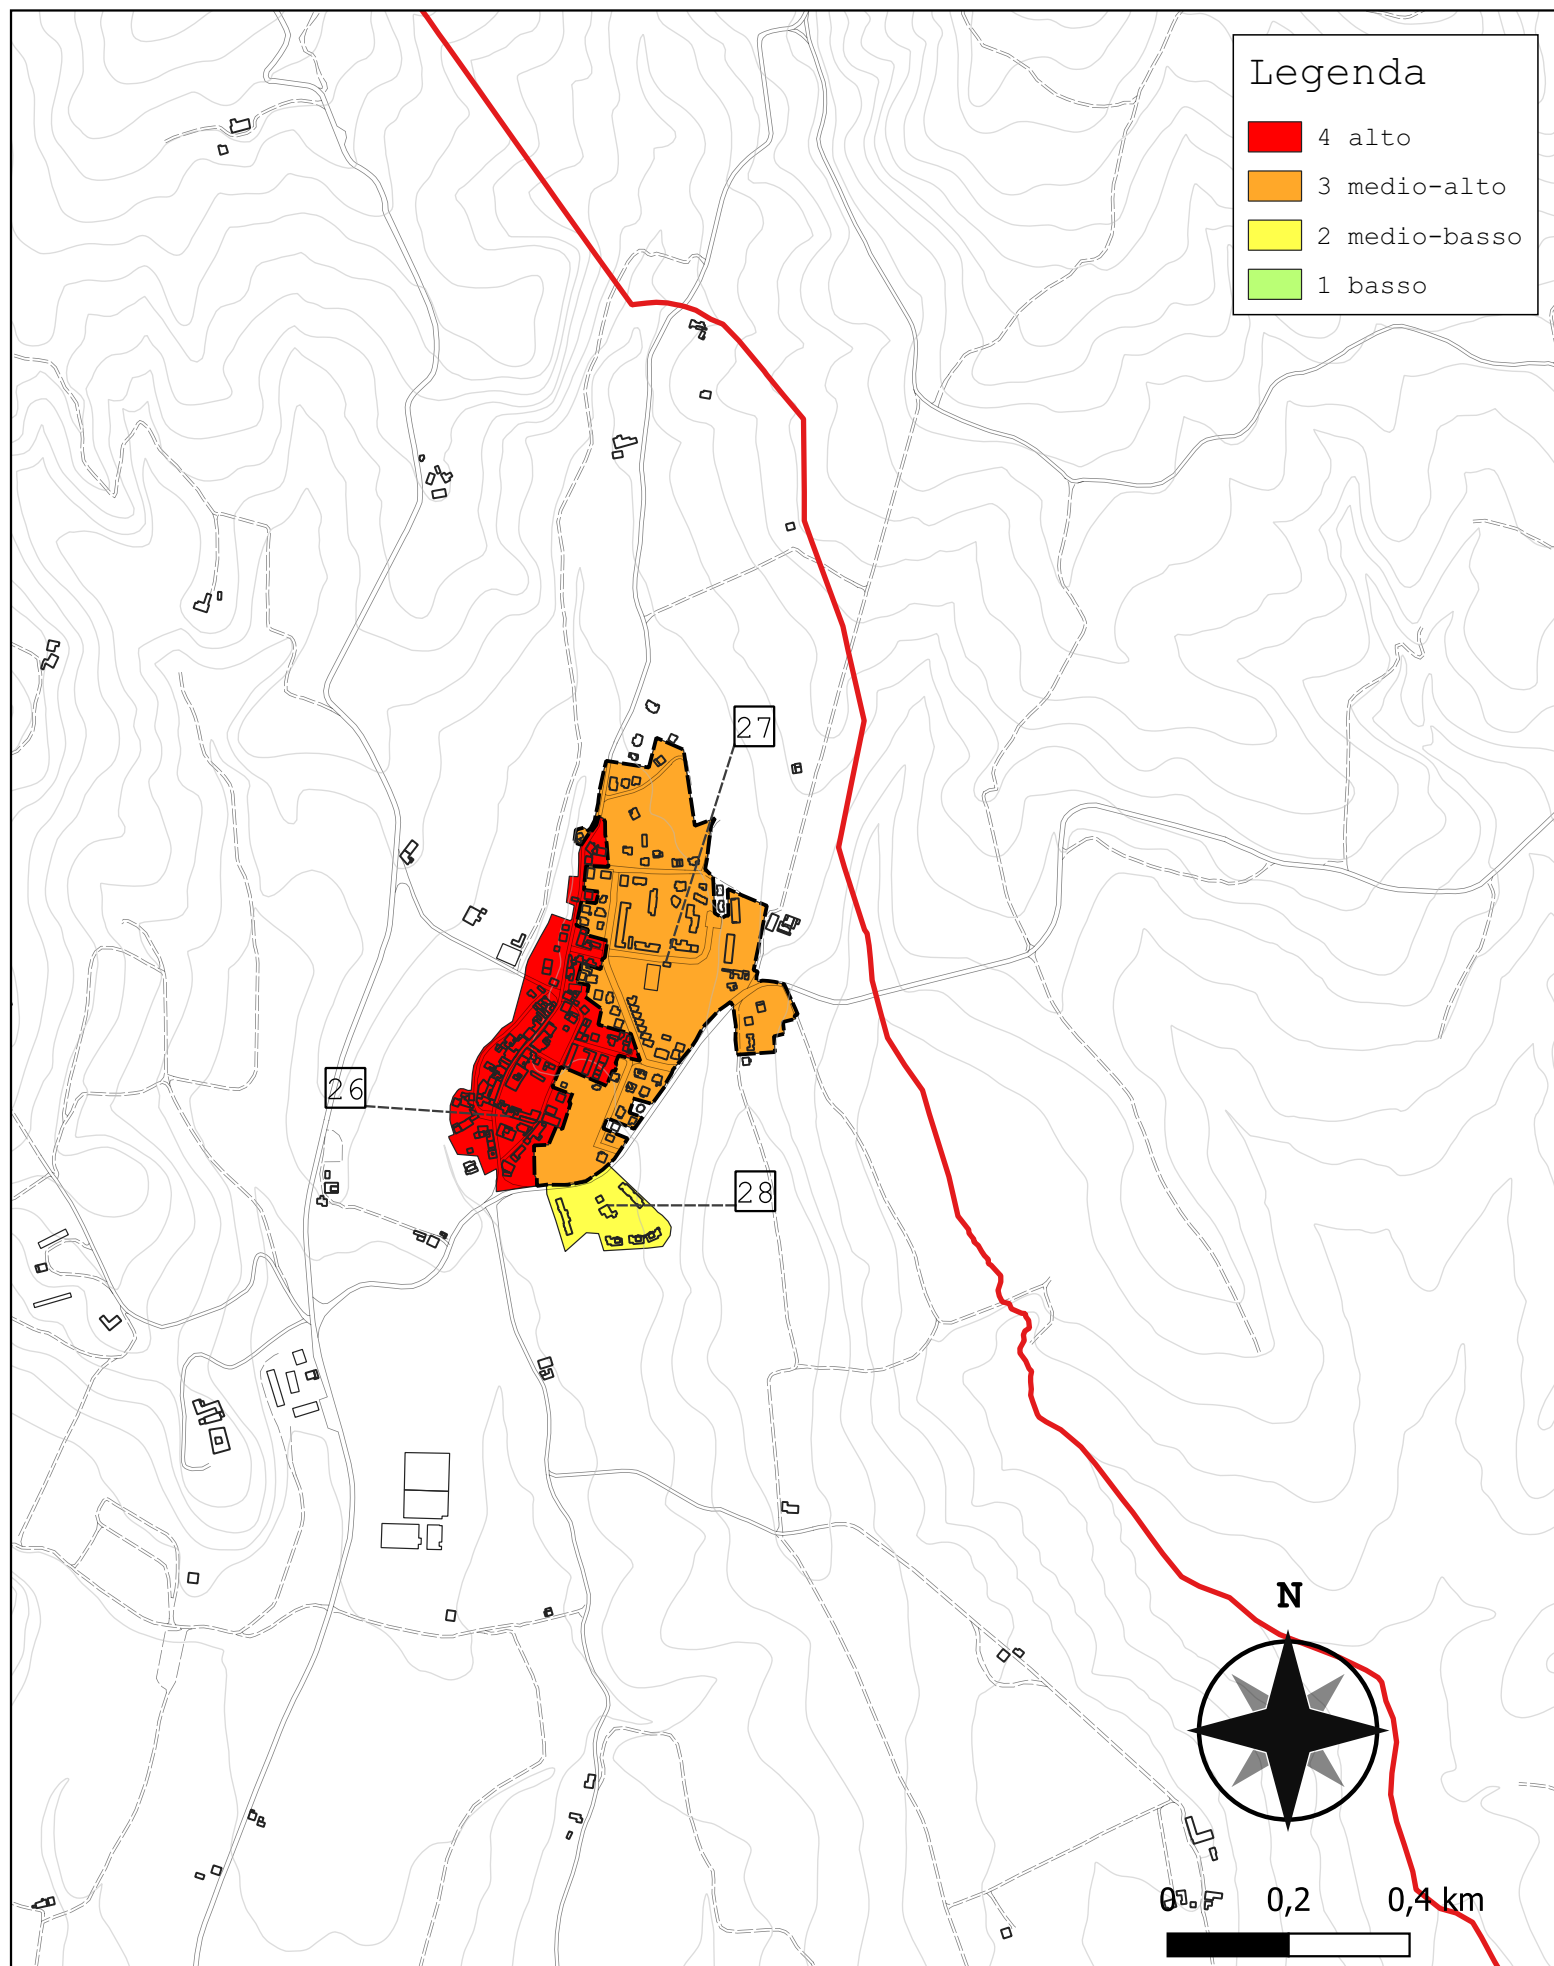 Legenda
4 alto
3 medio-alto
2 medio-basso
1 basso
27
26
28
N
0 0,2 0,4 km